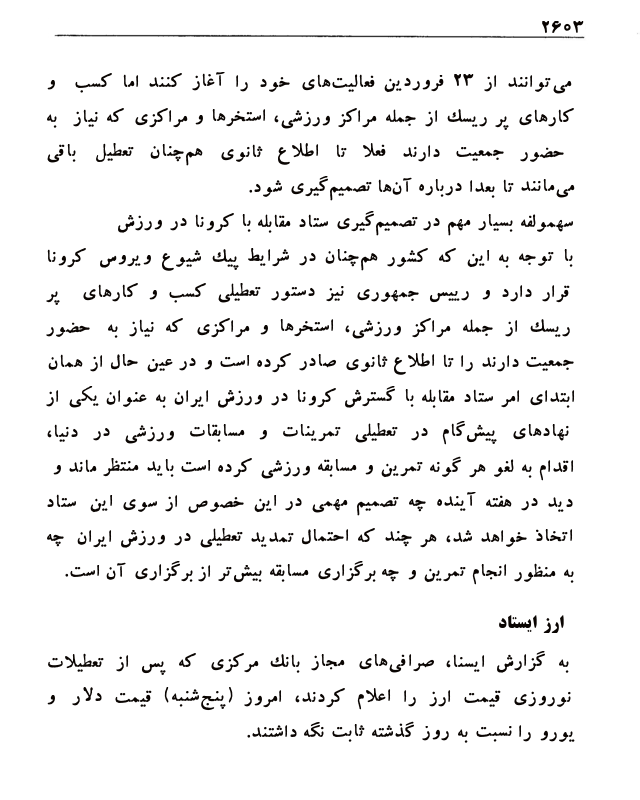 ۲۶۰۳
می‌توانند از ۲۳ فروردین فعالیت‌های خود را آغاز کنند اما کسب و
کارهای پر ریسک از جمله مراکز ورزشی، استخرها و مراکزی که نیاز به
حضور جمعیت دارند فعلا تا اطلاع ثانوی هم‌چنان تعطیل باقی
می‌مانند تا بعدا درباره آن‌ها تصمیم‌گیری شود.
سهمولفه بسیار مهم در تصمیم‌گیری ستاد مقابله با کرونا در ورزش
با توجه به این که کشور هم‌چنان در شرایط پیک شیوع ویروس کرونا
قرار دارد و رییس جمهوری نیز دستور تعطیلی کسب و کارهای پر
ریسک از جمله مراکز ورزشی، استخرها و مراکزی که نیاز به حضور
جمعیت دارند را تا اطلاع ثانوی صادر کرده است و در عین حال از همان
ابتدای امر ستاد مقابله با گسترش کرونا در ورزش ایران به عنوان یکی از
نهادهای پیش‌گام در تعطیلی تمرینات و مسابقات ورزشی در دنیا،
اقدام به لغو هر گونه تمرین و مسابقه ورزشی کرده است باید منتظر ماند و
دید در هفته آینده چه تصمیم مهمی در این خصوص از سوی این ستاد
اتخاذ خواهد شد، هر چند که احتمال تمدید تعطیلی در ورزش ایران چه
به منظور انجام تمرین و چه برگزاری مسابقه بیش‌تر از برگزاری آن است.
ارز ایستاد
به گزارش ایسنا، صرافی‌های مجاز بانک مرکزی که پس از تعطیلات
نوروزی قیمت ارز را اعلام کردند، امروز (پنج‌شنبه) قیمت دلار و
یورو را نسبت به روز گذشته ثابت نگه داشتند.